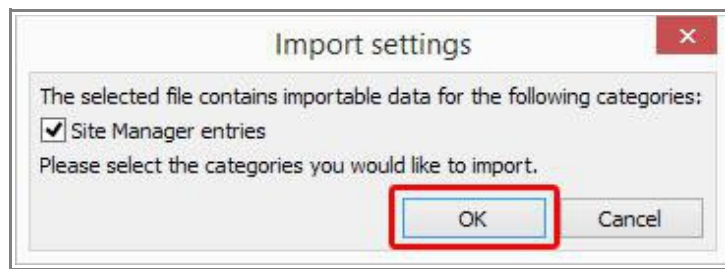 Import settings
The selected file contains importable data for the following categories:
Site Manager entries
Please select the categories you would like to import.
OK Cancel